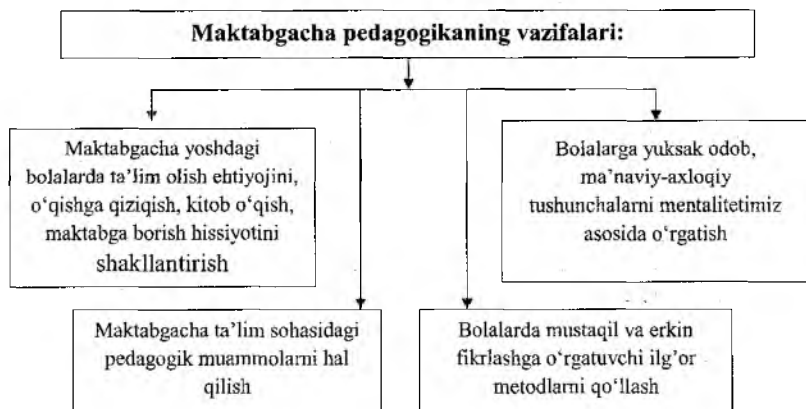 Maktabgacha pedagogikaning vazifalari:
Maktabgacha yoshdagi
bolalarda ta’lim olish ehtiyojini,
o‘qishga qiziqish, kitob o‘qish,
maktabga borish hissiyotini
shakllantirish
Bolalarga yuksak odob,
ma’naviy-axloqiy
tushunchalarni mentalitetimiz
asosida o‘rgatish
Maktabgacha ta’lim sohasidagi
pedagogik muammolarni hal
qilish
Bolalarda mustaqil va erkin
fikrlashga o‘rgatuvchi ilg‘or
metodlarni qo‘llash